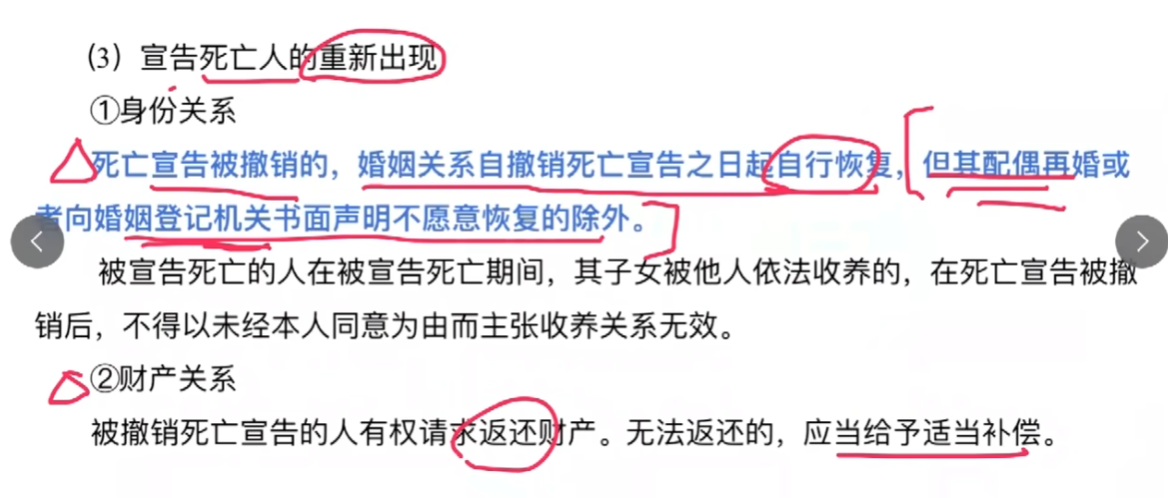 （3）宣告死亡人的重新出现
①身份关系
死亡宣告被撤销的，婚姻关系自撤销死亡宣告之日起自行恢复，但其配偶再婚或
者向婚姻登记机关书面声明不愿意恢复的除外。
被宣告死亡的人在被宣告死亡期间，其子女被他人依法收养的，在死亡宣告被撤
销后，不得以未经本人同意为由而主张收养关系无效。
②财产关系
被撤销死亡宣告的人有权请求返还财产。无法返还的，应当给予适当补偿。